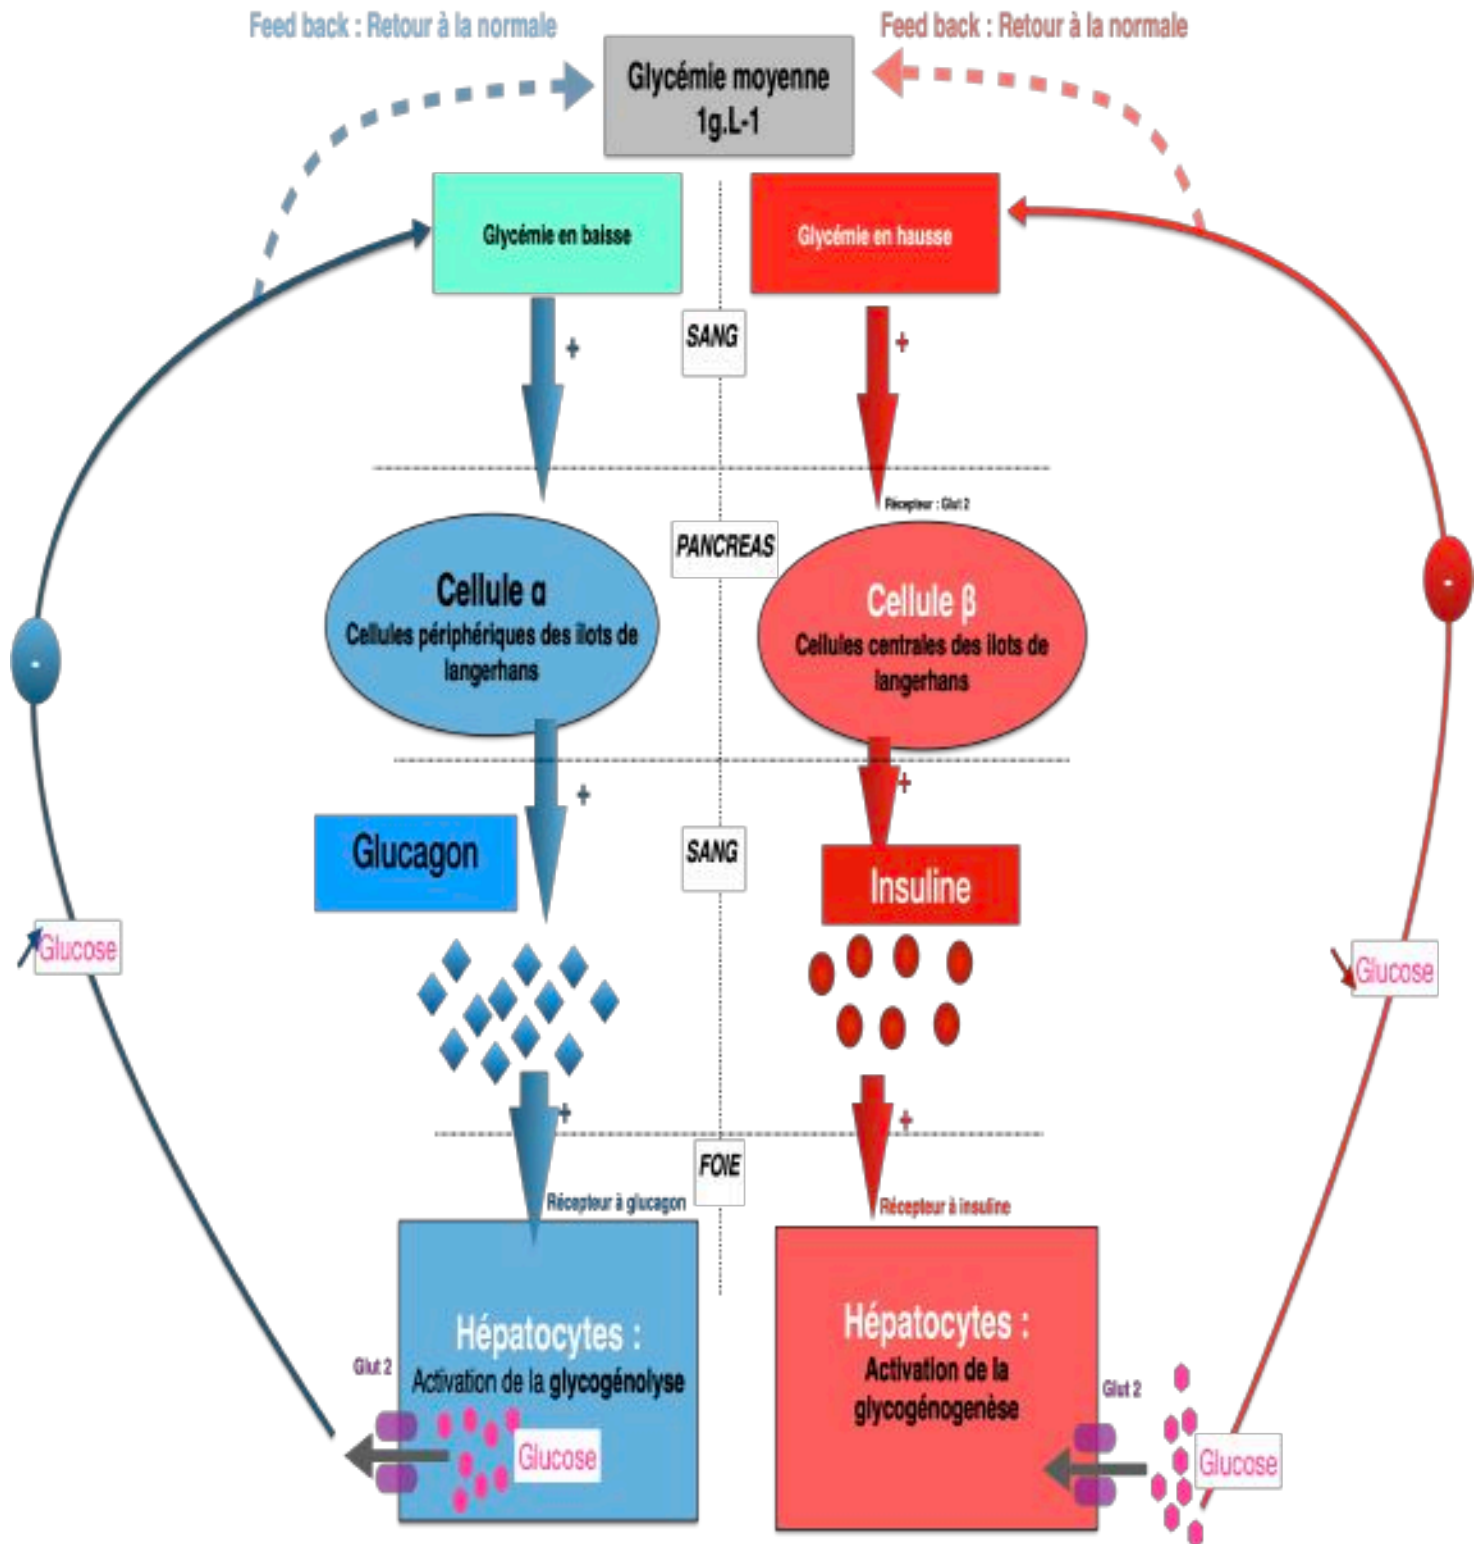 Feed back : Retour à la normale
Feed back : Retour à la normale
Glycémie moyenne
1g.L-1
Glycémie en baisse
Glycémie en hausse
+
SANG
+
Récepteur : Glut 2
PANCREAS
Cellule α
Cellules périphériques des îlots de
langerhans
Cellule β
Cellules centrales des ilots de
langerhans
-
-
+
+
Glucagon
SANG
Insuline
Glucose
Glucose
+
+
FOIE
Récepteur à glucagon
Récepteur à insuline
Hépatocytes :
Activation de la glycogénolyse
Glut 2
Glucose
Hépatocytes :
Activation de la
glycogénogenèse
Glut 2
Glucose